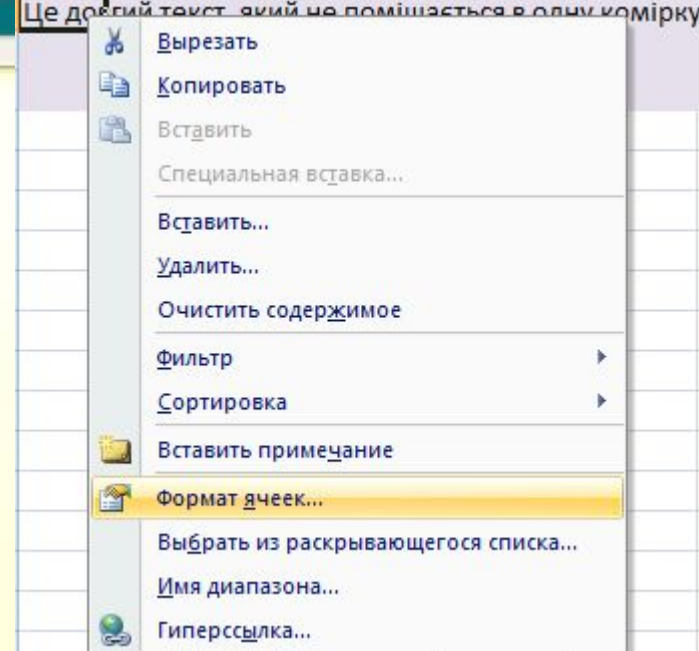 Це довгий текст, який не поміщається в одну комірку
Вырезать
Копировать
Вставить
Специальная вставка...
Вставить...
Удалить...
Очистить содержимое
Фильтр
Сортировка
Вставить примечание
Формат ячеек...
Выбрать из раскрывающегося списка...
Имя диапазона...
Гиперссылка...